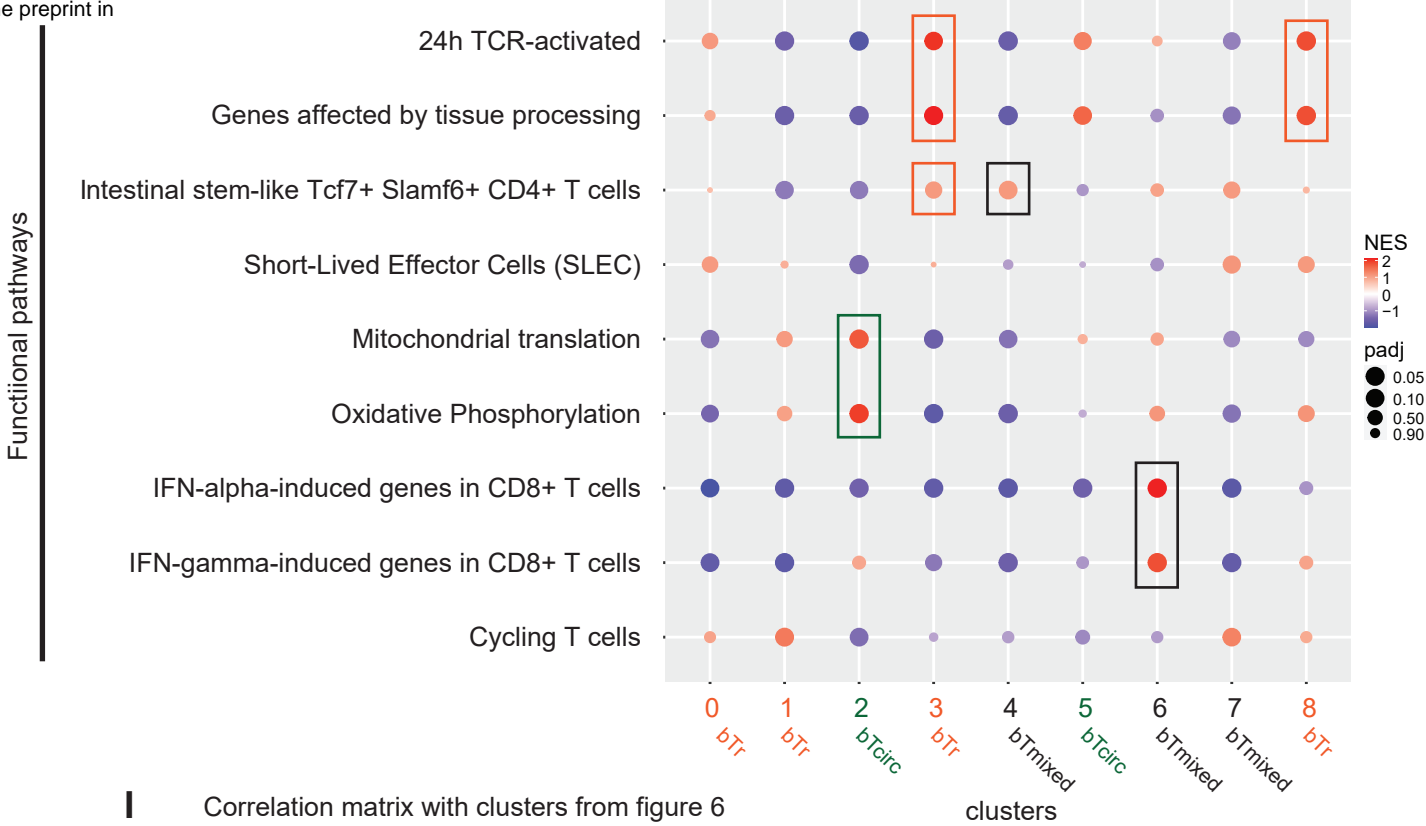 e preprint in
24h TCR-activated
Genes affected by tissue processing
Intestinal stem-like Tcf7+ Slamf6+ CD4+ T cells
Short-Lived Effector Cells (SLEC)
Mitochondrial translation
Oxidative Phosphorylation
IFN-alpha-induced genes in CD8+ T cells
IFN-gamma-induced genes in CD8+ T cells
Cycling T cells
Functiional pathways
NES
2
1
0
−1
padj
0.05
0.10
0.50
0.90
0 1 2 3 4 5 6 7 8
bTr bTr bTcirc bTr bTmixed bTcirc bTmixed bTmixed bTr
clusters
I Correlation matrix with clusters from figure 6